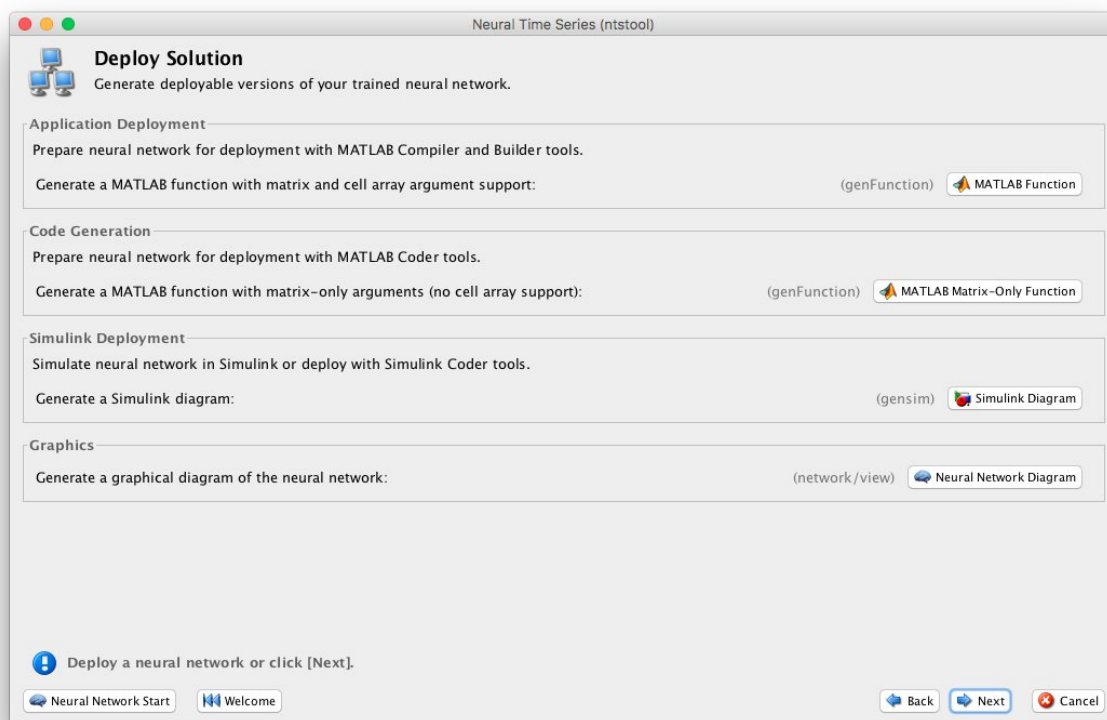 Neural Time Series (ntstool)
Deploy Solution
Generate deployable versions of your trained neural network.
Application Deployment
Prepare neural network for deployment with MATLAB Compiler and Builder tools.
Generate a MATLAB function with matrix and cell array argument support: (genFunction) MATLAB Function
Code Generation
Prepare neural network for deployment with MATLAB Coder tools.
Generate a MATLAB function with matrix-only arguments (no cell array support): (genFunction) MATLAB Matrix-Only Function
Simulink Deployment
Simulate neural network in Simulink or deploy with Simulink Coder tools.
Generate a Simulink diagram: (gensim) Simulink Diagram
Graphics
Generate a graphical diagram of the neural network: (network/view) Neural Network Diagram
Deploy a neural network or click [Next].
Neural Network Start Welcome Back Next Cancel